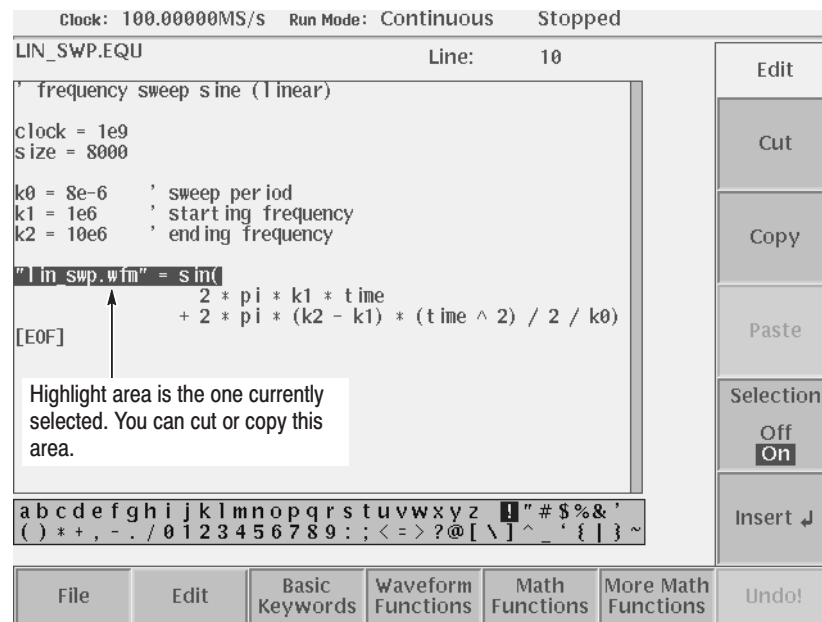 Clock: 100.00000MS/s Run Mode: Continuous Stopped
LIN_SWP.EQU Line: 10
' frequency sweep sine (linear)
clock = 1e9
size = 8000
k0 = 8e-6 ' sweep period
k1 = 1e6 ' starting frequency
k2 = 10e6 ' ending frequency
"lin_swp.wfm" = sin(
2 * pi * k1 * time
+ 2 * pi * (k2 - k1) * (time ^ 2) / 2 / k0)
[EOF]
Highlight area is the one currently
selected. You can cut or copy this
area.
a b c d e f g h i j k l m n o p q r s t u v w x y z ! " # $ % & '
( ) * + , - . / 0 1 2 3 4 5 6 7 8 9 : ; < = > ? @ [ \ ] ^ _ ` { | } ~
Edit
Cut
Copy
Paste
Selection
Off
On
Insert ↲
File
Edit
Basic
Keywords
Waveform
Functions
Math
Functions
More Math
Functions
Undo!